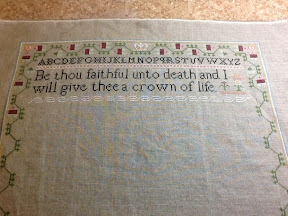 ABCDEFGHIJKLMNOPQRSTUVWXYZ
Be thou faithful unto death and I
will give thee a crown of life.